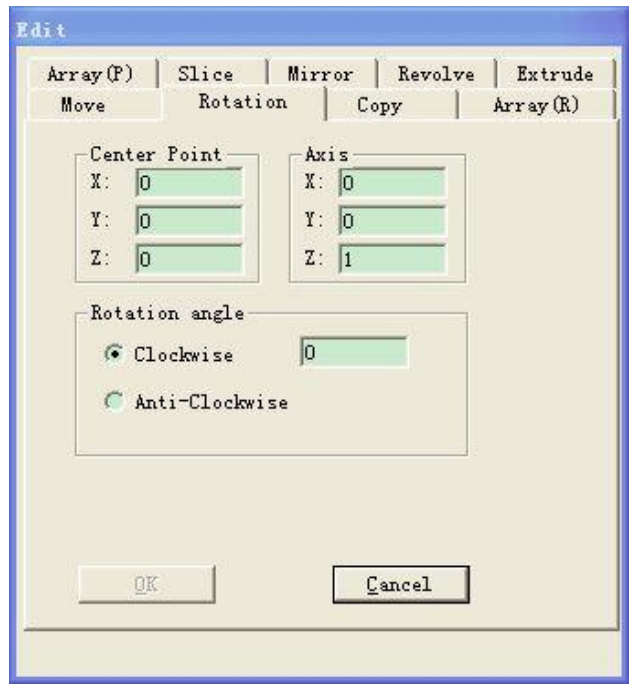 Edit
Array(P) Slice Mirror Revolve Extrude
Move Rotation Copy Array(R)
Center Point Axis
X: 0 X: 0
Y: 0 Y: 0
Z: 0 Z: 1
Rotation angle
Clockwise 0
Anti-Clockwise
OK Cancel